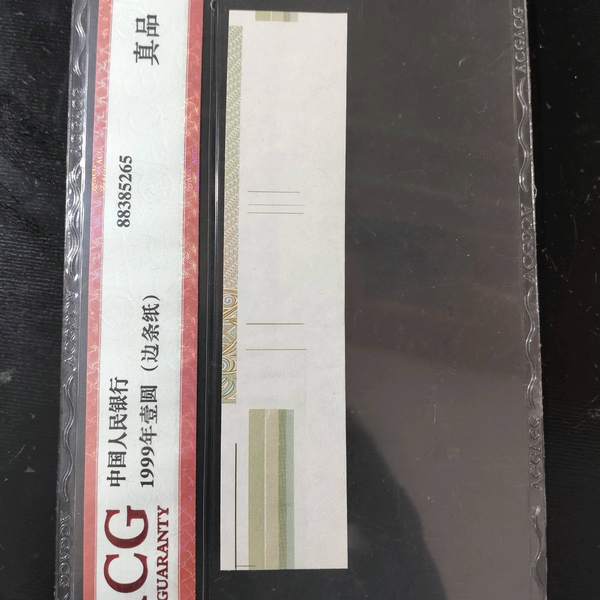 中国人民银行
1999年壹圆（边条纸）
88385265
真品
ACG
GUARANTY